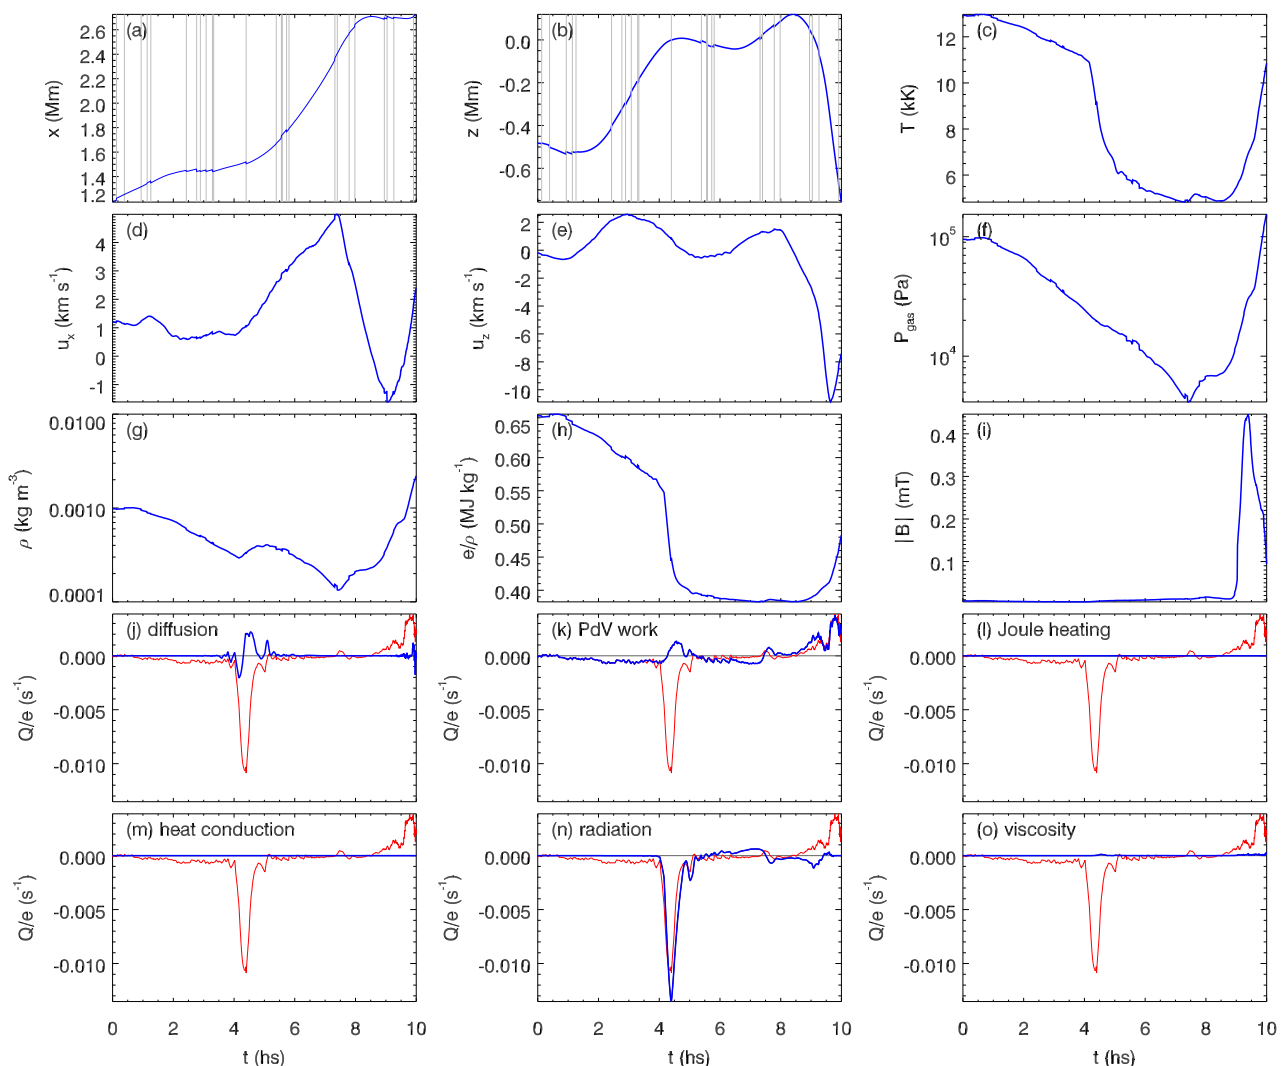 (a)
x (Mm)
2.6
2.4
2.2
2.0
1.8
1.6
1.4
1.2
(b)
z (Mm)
0.0
-0.2
-0.4
-0.6
(c)
T (kK)
12
10
8
6
(d)
u_x (km s^-1)
4
3
2
1
0
-1
(e)
u_z (km s^-1)
2
0
-2
-4
-6
-8
-10
(f)
P_gas (Pa)
10^5
10^4
(g)
ρ (kg m^-3)
0.0100
0.0010
0.0001
(h)
e/ρ (MJ kg^-1)
0.65
0.60
0.55
0.50
0.45
0.40
(i)
|B| (mT)
0.4
0.3
0.2
0.1
(j) diffusion
Q/e (s^-1)
0.000
-0.005
-0.010
(k) PdV work
Q/e (s^-1)
0.000
-0.005
-0.010
(l) Joule heating
Q/e (s^-1)
0.000
-0.005
-0.010
(m) heat conduction
Q/e (s^-1)
0.000
-0.005
-0.010
0 2 4 6 8 10
t (hs)
(n) radiation
Q/e (s^-1)
0.000
-0.005
-0.010
0 2 4 6 8 10
t (hs)
(o) viscosity
Q/e (s^-1)
0.000
-0.005
-0.010
0 2 4 6 8 10
t (hs)